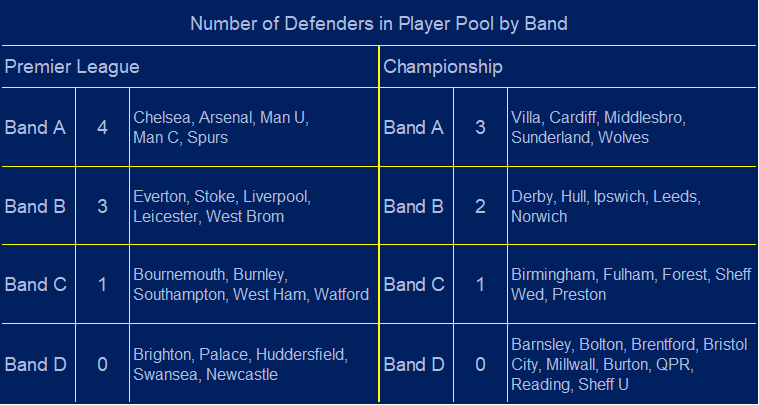 Number of Defenders in Player Pool by Band
Premier League
Championship
Band A
4
Chelsea, Arsenal, Man U,
Man C, Spurs
Band A
3
Villa, Cardiff, Middlesbro,
Sunderland, Wolves
Band B
3
Everton, Stoke, Liverpool,
Leicester, West Brom
Band B
2
Derby, Hull, Ipswich, Leeds,
Norwich
Band C
1
Bournemouth, Burnley,
Southampton, West Ham, Watford
Band C
1
Birmingham, Fulham, Forest, Sheff
Wed, Preston
Band D
0
Brighton, Palace, Huddersfield,
Swansea, Newcastle
Band D
0
Barnsley, Bolton, Brentford, Bristol
City, Millwall, Burton, QPR,
Reading, Sheff U